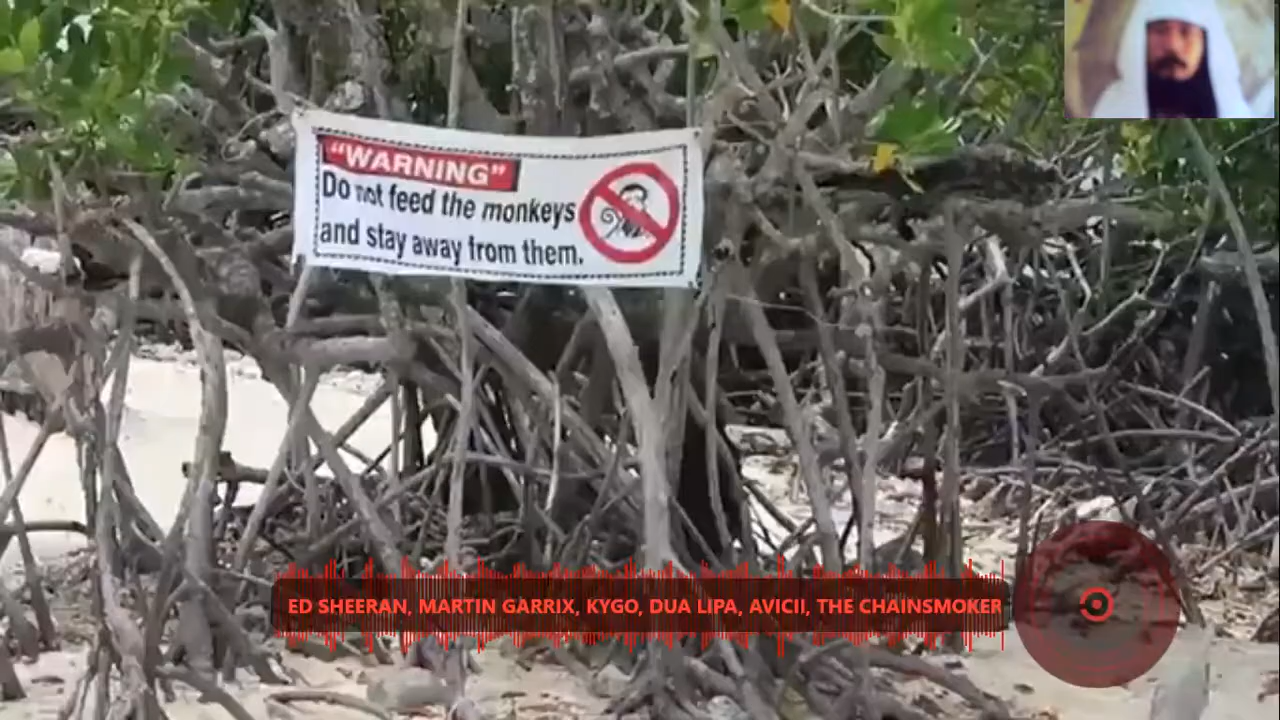 "WARNING"
Do not feed the monkeys
and stay away from them.
ED SHEERAN, MARTIN GARRIX, KYGO, DUA LIPA, AVICII, THE CHAINSMOKER